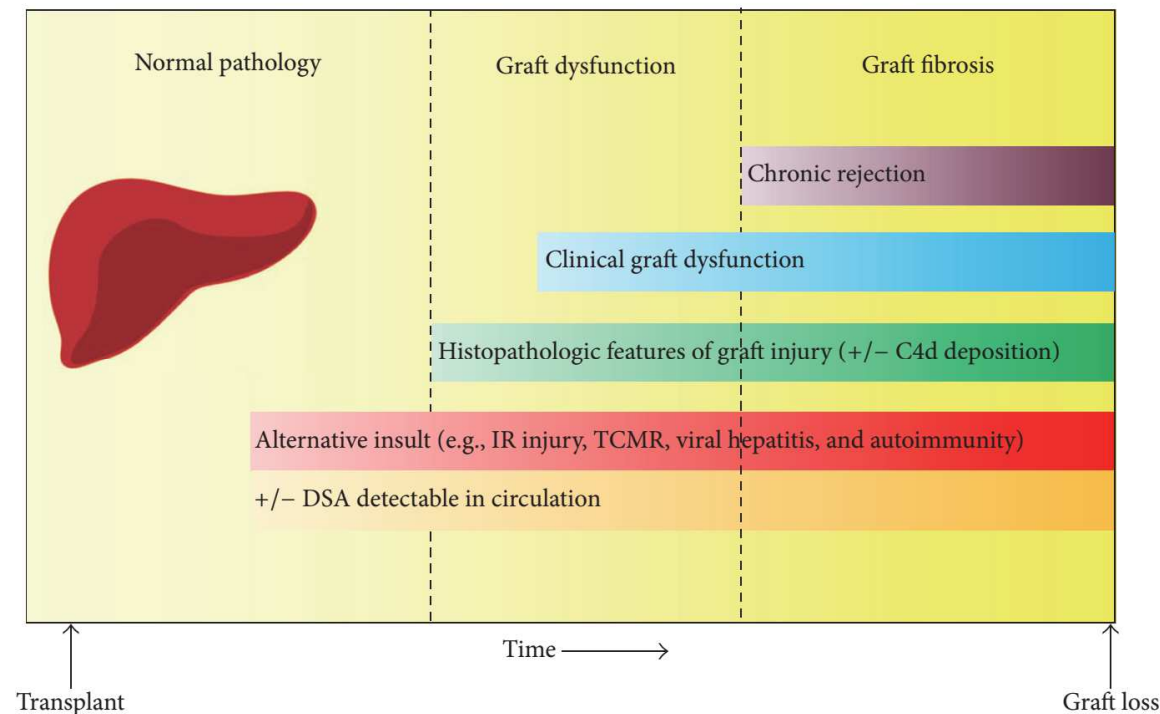 Normal pathology
Graft dysfunction
Graft fibrosis
Chronic rejection
Clinical graft dysfunction
Histopathologic features of graft injury (+/− C4d deposition)
Alternative insult (e.g., IR injury, TCMR, viral hepatitis, and autoimmunity)
+/− DSA detectable in circulation
Time
Transplant
Graft loss